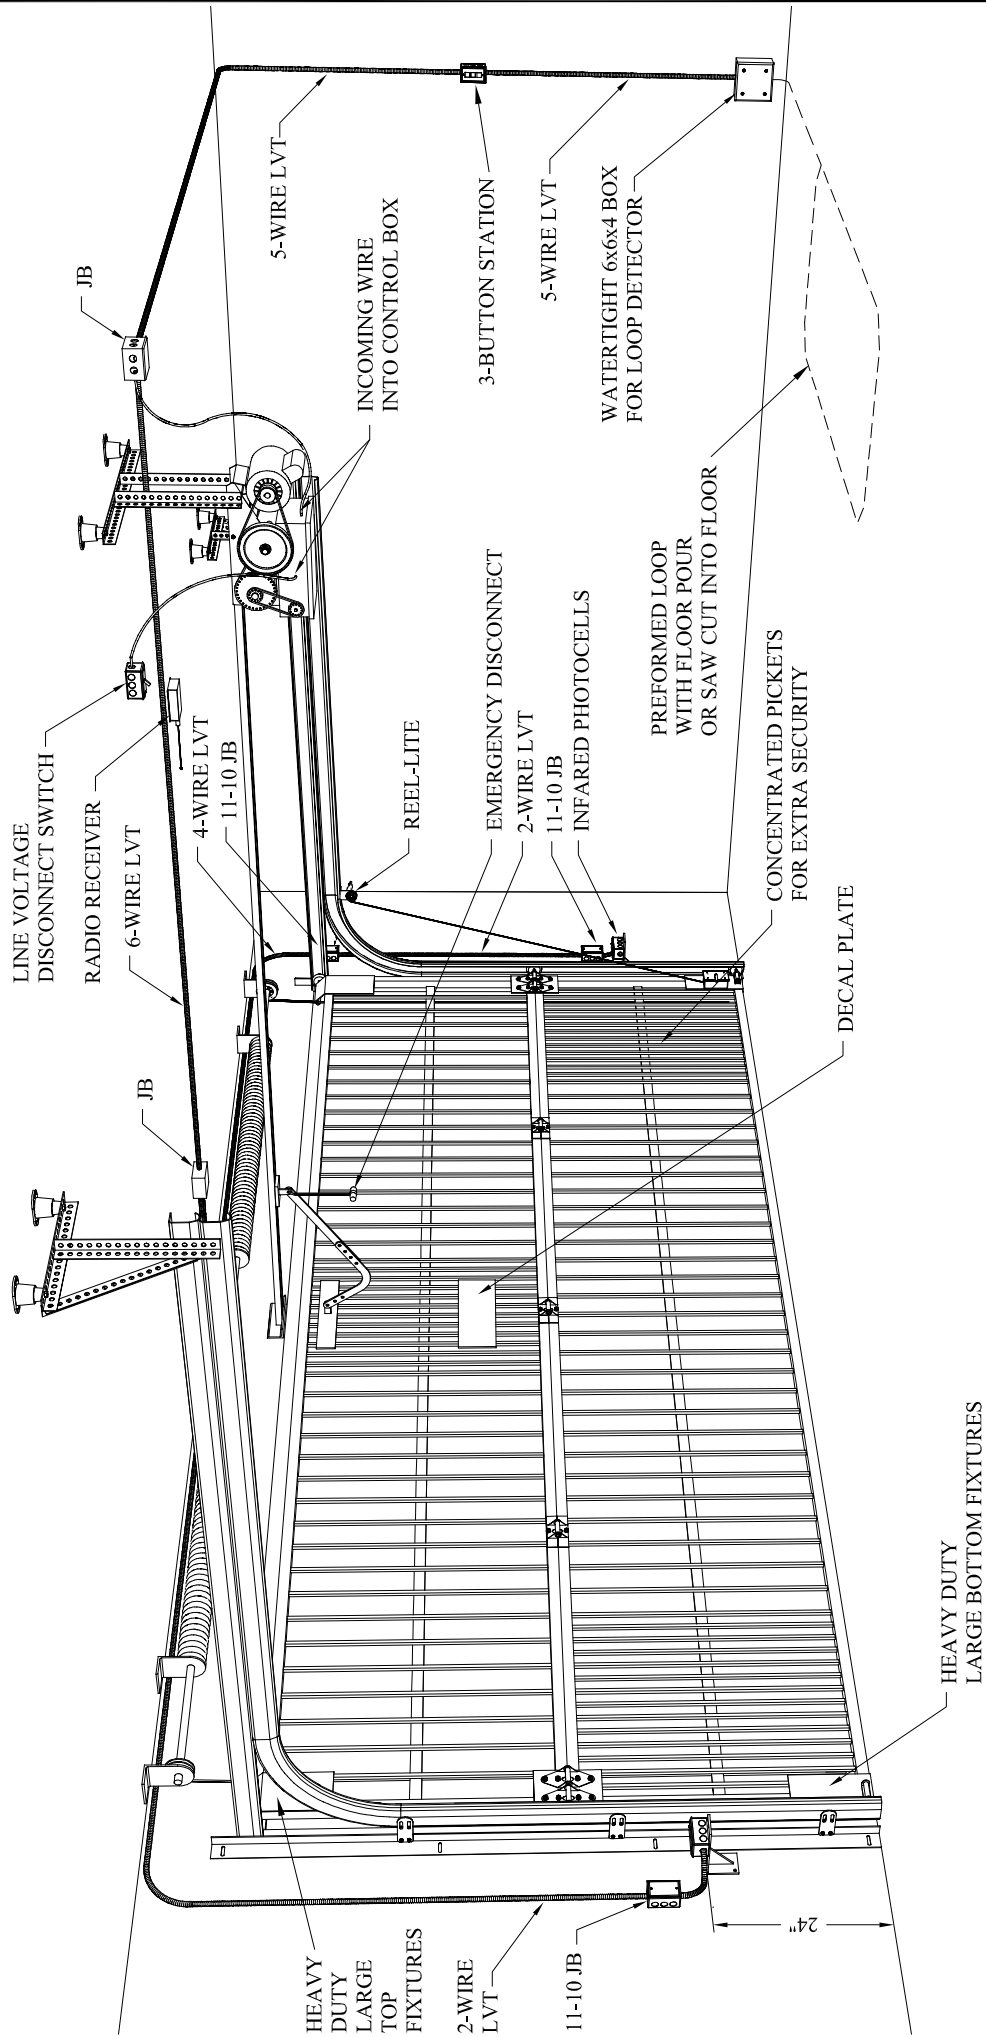 HEAVY
DUTY
LARGE
TOP
FIXTURES
2-WIRE
LVT
11-10 JB
24"
HEAVY DUTY
LARGE BOTTOM FIXTURES
JB
LINE VOLTAGE
DISCONNECT SWITCH
RADIO RECEIVER
6-WIRE LVT
4-WIRE LVT
11-10 JB
REEL-LITE
EMERGENCY DISCONNECT
2-WIRE LVT
11-10 JB
INFARED PHOTOCELLS
CONCENTRATED PICKETS
FOR EXTRA SECURITY
DECAL PLATE
JB
5-WIRE LVT
INCOMING WIRE
INTO CONTROL BOX
3-BUTTON STATION
5-WIRE LVT
WATERTIGHT 6x6x4 BOX
FOR LOOP DETECTOR
PREFORMED LOOP
WITH FLOOR POUR
OR SAW CUT INTO FLOOR